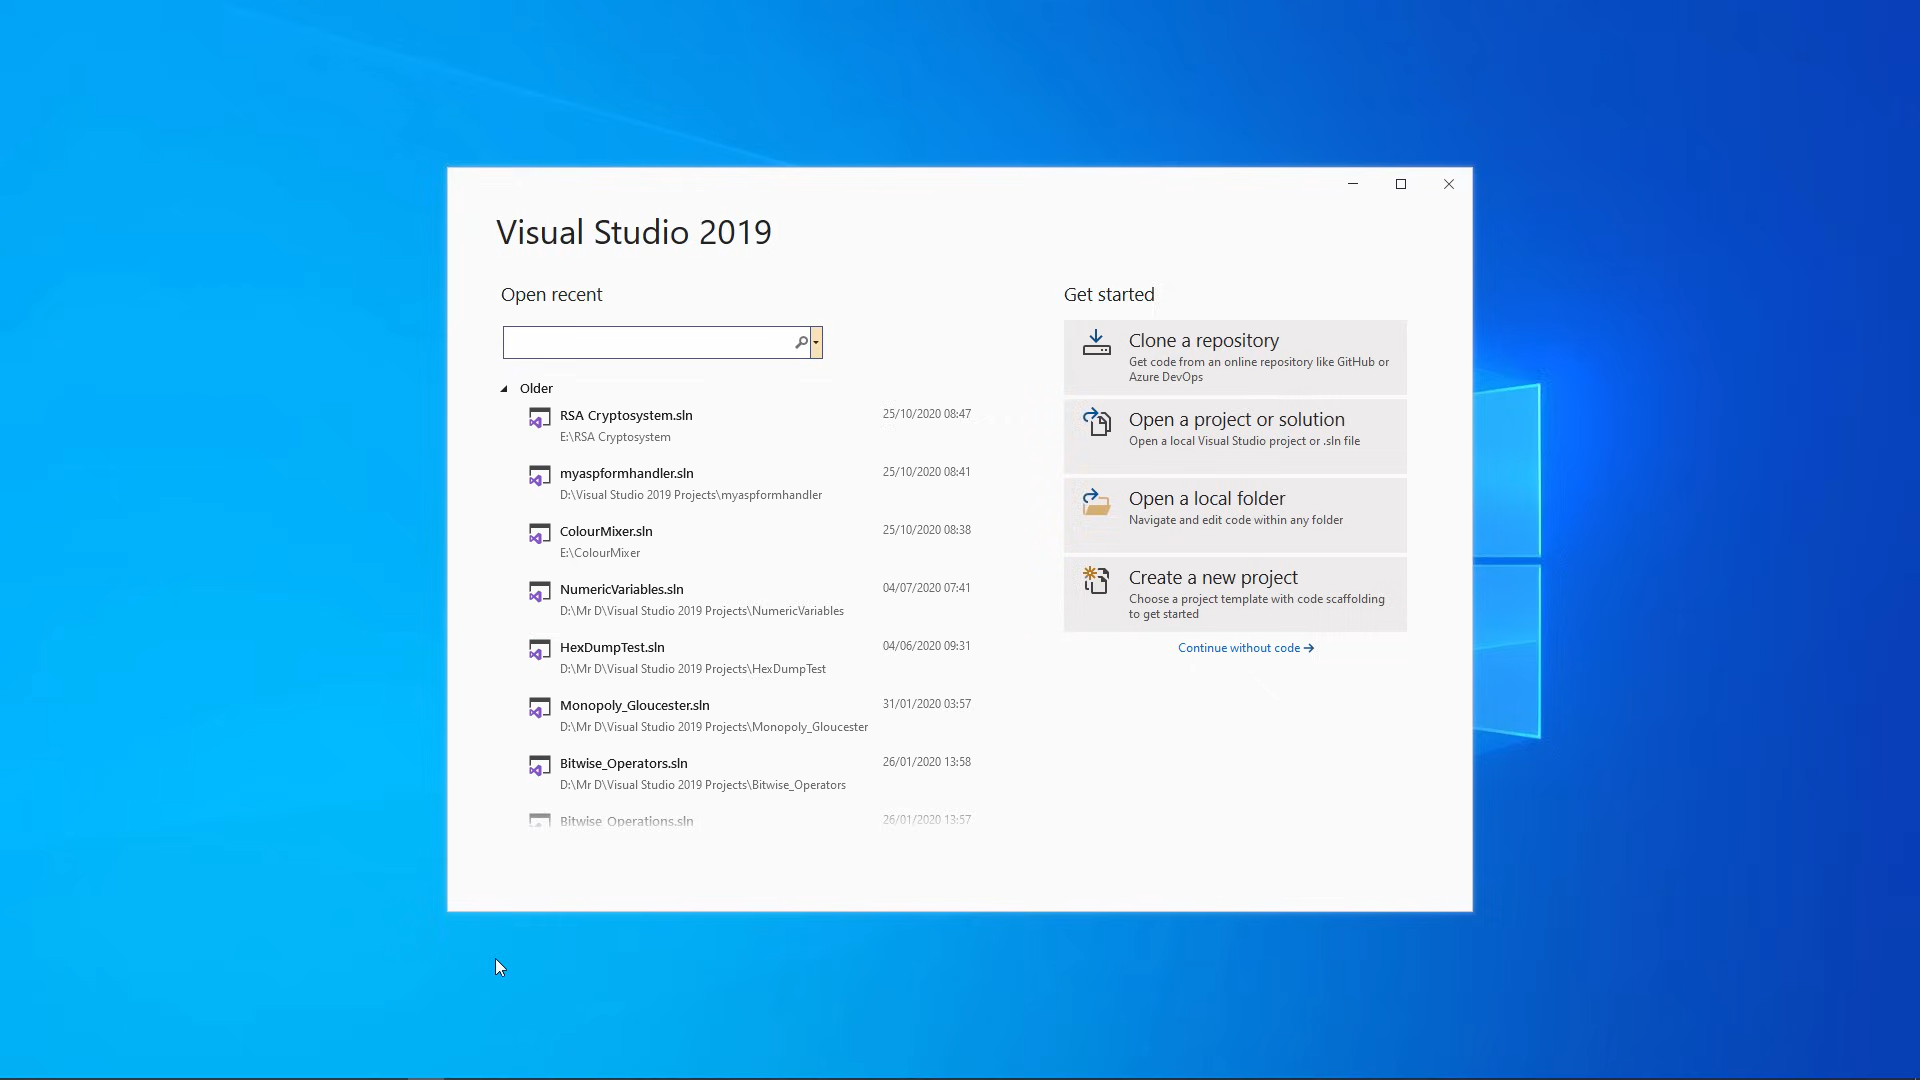 Visual Studio 2019
Open recent
Older
RSA Cryptosystem.sln 25/10/2020 08:47
E:\RSA Cryptosystem
myaspformhandler.sln 25/10/2020 08:41
D:\Visual Studio 2019 Projects\myaspformhandler
ColourMixer.sln 25/10/2020 08:38
E:\ColourMixer
NumericVariables.sln 04/07/2020 07:41
D:\Mr D\Visual Studio 2019 Projects\NumericVariables
HexDumpTest.sln 04/06/2020 09:31
D:\Mr D\Visual Studio 2019 Projects\HexDumpTest
Monopoly_Gloucester.sln 31/01/2020 03:57
D:\Mr D\Visual Studio 2019 Projects\Monopoly_Gloucester
Bitwise_Operators.sln 26/01/2020 13:58
D:\Mr D\Visual Studio 2019 Projects\Bitwise_Operators
Bitwise_Operations.sln 26/01/2020 13:57
Get started
Clone a repository
Get code from an online repository like GitHub or
Azure DevOps
Open a project or solution
Open a local Visual Studio project or .sln file
Open a local folder
Navigate and edit code within any folder
Create a new project
Choose a project template with code scaffolding
to get started
Continue without code →